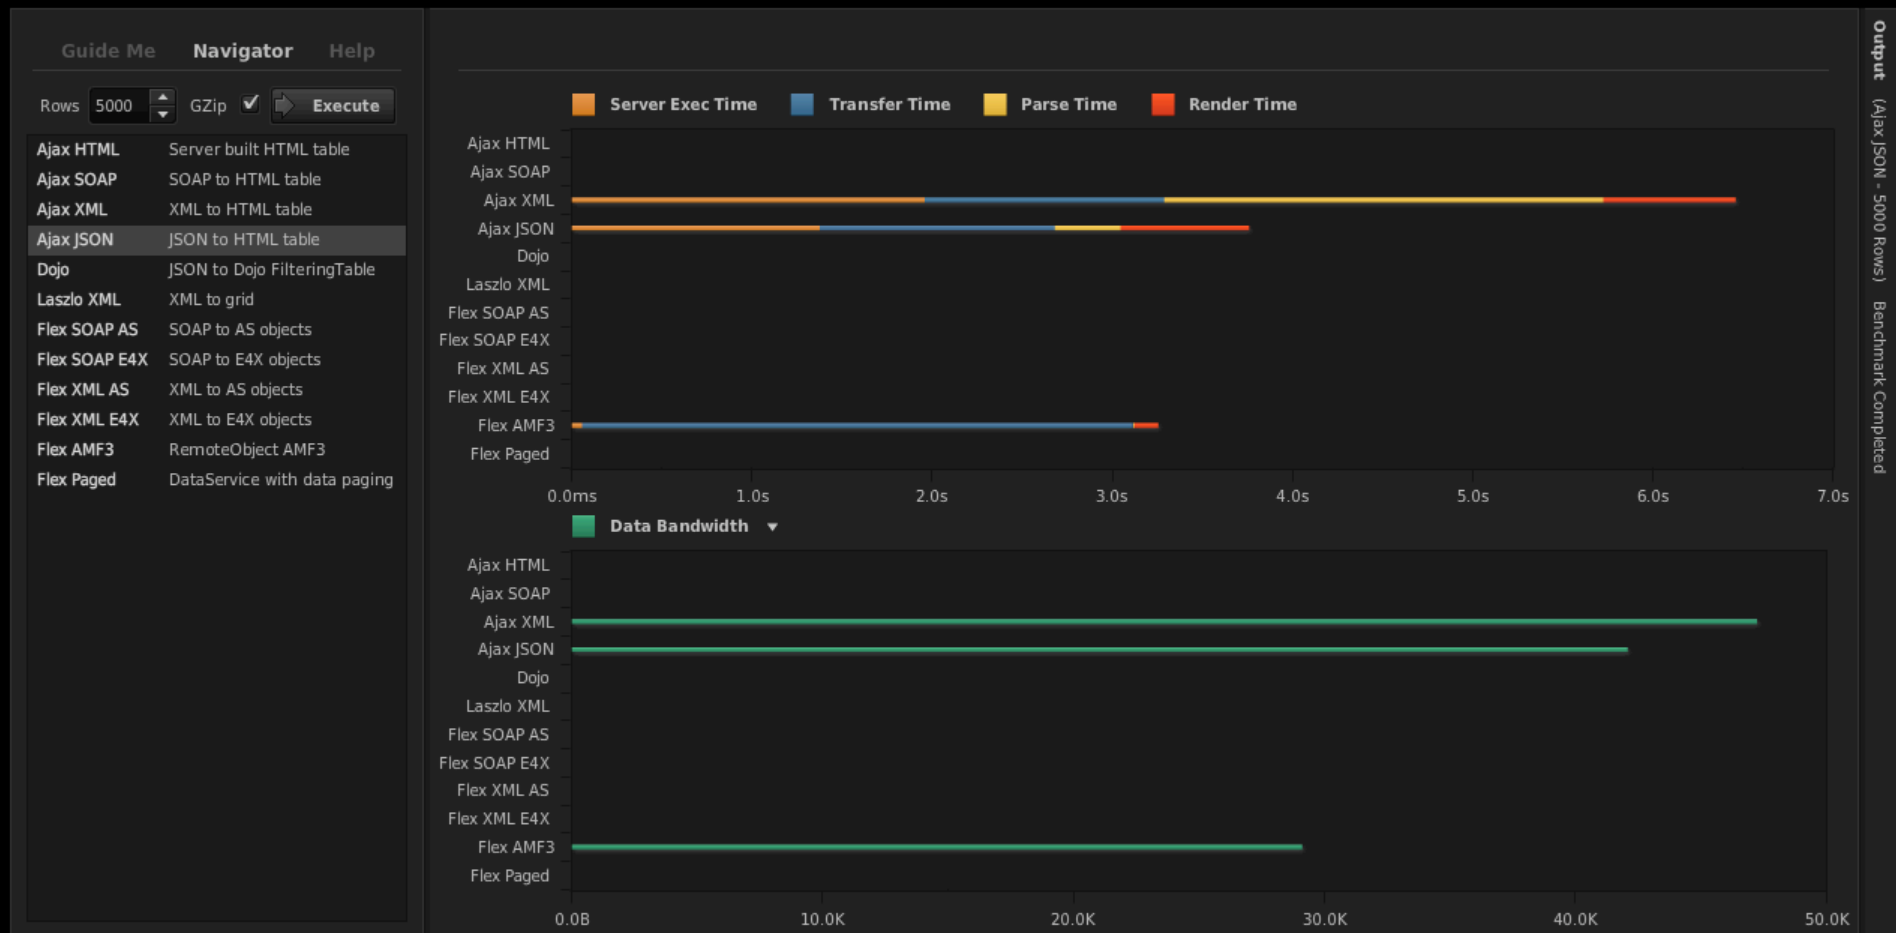 Guide Me Navigator Help
Rows 5000 GZip Execute
Ajax HTML Server built HTML table
Ajax SOAP SOAP to HTML table
Ajax XML XML to HTML table
Ajax JSON JSON to HTML table
Dojo JSON to Dojo FilteringTable
Laszlo XML XML to grid
Flex SOAP AS SOAP to AS objects
Flex SOAP E4X SOAP to E4X objects
Flex XML AS XML to AS objects
Flex XML E4X XML to E4X objects
Flex AMF3 RemoteObject AMF3
Flex Paged DataService with data paging
Server Exec Time Transfer Time Parse Time Render Time
Ajax HTML
Ajax SOAP
Ajax XML
Ajax JSON
Dojo
Laszlo XML
Flex SOAP AS
Flex SOAP E4X
Flex XML AS
Flex XML E4X
Flex AMF3
Flex Paged
0.0ms 1.0s 2.0s 3.0s 4.0s 5.0s 6.0s 7.0s
Data Bandwidth
Ajax HTML
Ajax SOAP
Ajax XML
Ajax JSON
Dojo
Laszlo XML
Flex SOAP AS
Flex SOAP E4X
Flex XML AS
Flex XML E4X
Flex AMF3
Flex Paged
0.0B 10.0K 20.0K 30.0K 40.0K 50.0K
Output (Ajax JSON - 5000 Rows) Benchmark Completed